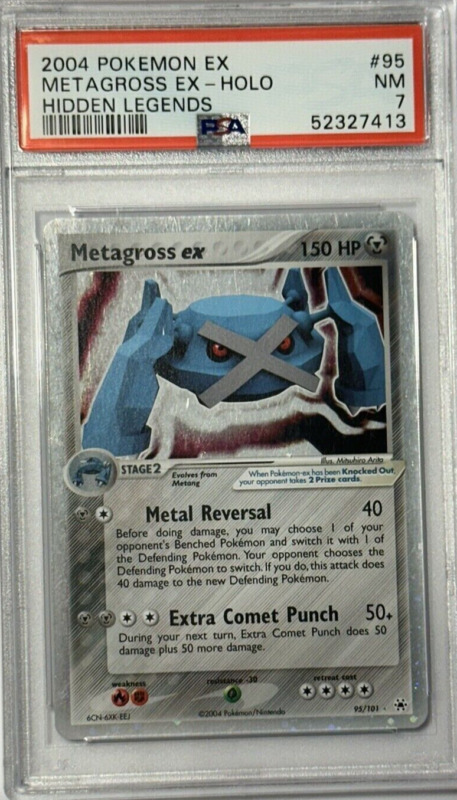 2004 POKEMON EX #95
METAGROSS EX - HOLO NM
HIDDEN LEGENDS 7
PSA 52327413
Metagross ex 150 HP
Illus. Mitsuhiro Arita
STAGE2 Evolves from
Metang
When Pokémon-ex has been Knocked Out,
your opponent takes 2 Prize cards.
Metal Reversal 40
Before doing damage, you may choose 1 of your
opponent's Benched Pokémon and switch it with 1 of
the Defending Pokémon. Your opponent chooses the
Defending Pokémon to switch. If you do, this attack does
40 damage to the new Defending Pokémon.
Extra Comet Punch 50+
During your next turn, Extra Comet Punch does 50
damage plus 50 more damage.
weakness resistance -30 retreat cost
6CN-6XK-EEJ ©2004 Pokémon/Nintendo 95/101